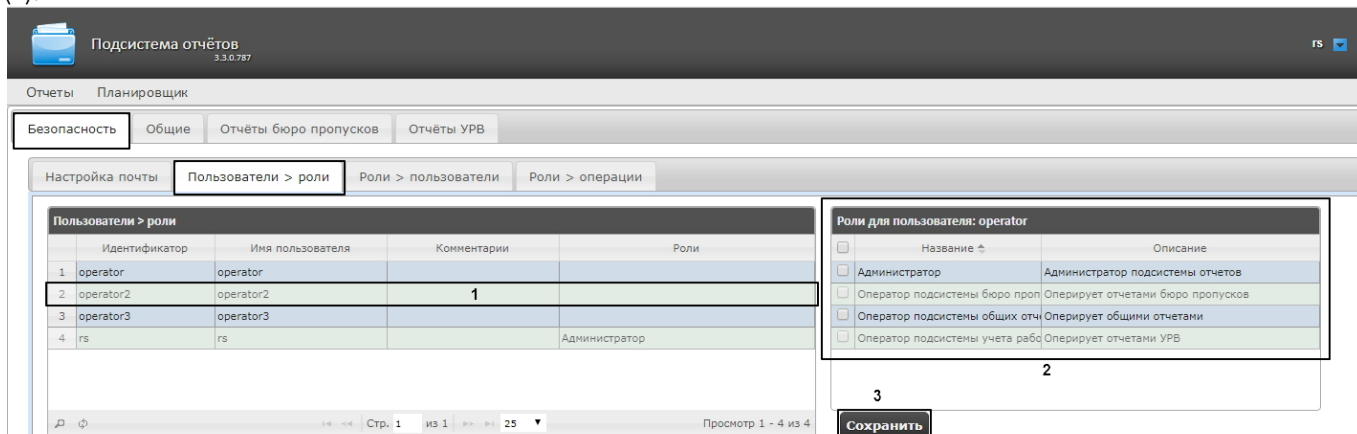 Подсистема отчётов
3.3.0.787
rs
Отчеты Планировщик
Безопасность Общие Отчёты бюро пропусков Отчёты УРВ
Настройка почты Пользователи > роли Роли > пользователи Роли > операции
Пользователи > роли
Идентификатор Имя пользователя Комментарии Роли
1 operator operator
2 operator2 operator2 1
3 operator3 operator3
4 rs rs Администратор
Стр. 1 из 1 25 Просмотр 1 - 4 из 4
Роли для пользователя: operator
Название Описание
Администратор Администратор подсистемы отчетов
Оператор подсистемы бюро проп Оперирует отчетами бюро пропусков
Оператор подсистемы общих отч Оперирует общими отчетами
Оператор подсистемы учета рабо Оперирует отчетами УРВ
2
3
Сохранить